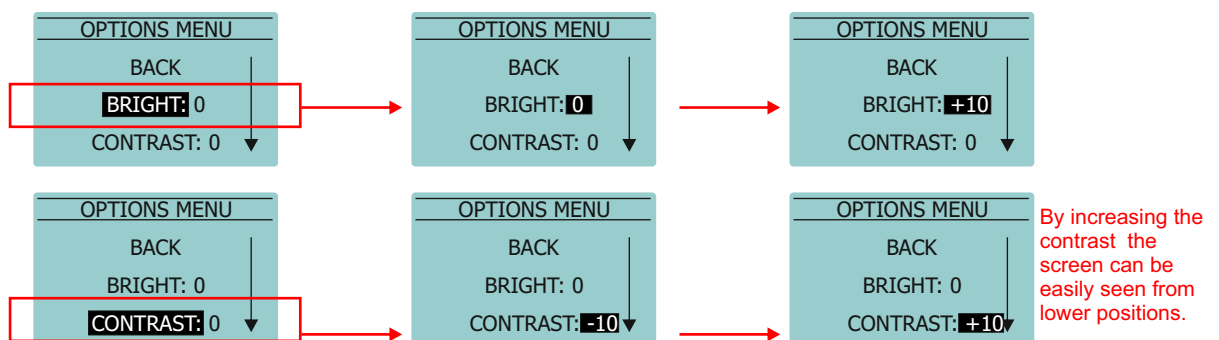 OPTIONS MENU
BACK
BRIGHT: 0
CONTRAST: 0
OPTIONS MENU
BACK
BRIGHT: 0
CONTRAST: 0
OPTIONS MENU
BACK
BRIGHT: +10
CONTRAST: 0
OPTIONS MENU
BACK
BRIGHT: 0
CONTRAST: 0
OPTIONS MENU
BACK
BRIGHT: 0
CONTRAST: -10
OPTIONS MENU
BACK
BRIGHT: 0
CONTRAST: +10
By increasing the
contrast the
screen can be
easily seen from
lower positions.